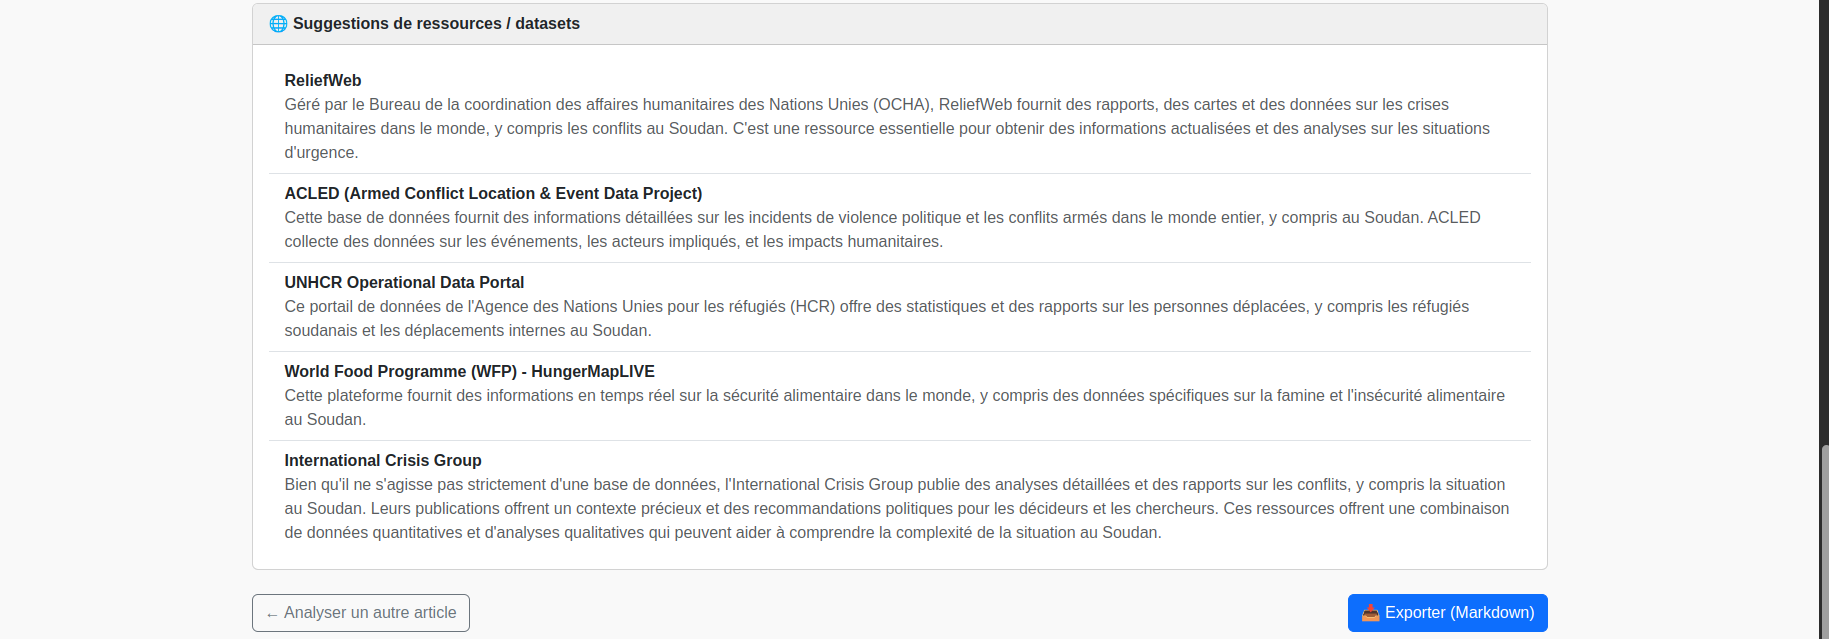 🌐 Suggestions de ressources / datasets
ReliefWeb
Géré par le Bureau de la coordination des affaires humanitaires des Nations Unies (OCHA), ReliefWeb fournit des rapports, des cartes et des données sur les crises
humanitaires dans le monde, y compris les conflits au Soudan. C'est une ressource essentielle pour obtenir des informations actualisées et des analyses sur les situations
d'urgence.
ACLED (Armed Conflict Location & Event Data Project)
Cette base de données fournit des informations détaillées sur les incidents de violence politique et les conflits armés dans le monde entier, y compris au Soudan. ACLED
collecte des données sur les événements, les acteurs impliqués, et les impacts humanitaires.
UNHCR Operational Data Portal
Ce portail de données de l'Agence des Nations Unies pour les réfugiés (HCR) offre des statistiques et des rapports sur les personnes déplacées, y compris les réfugiés
soudanais et les déplacements internes au Soudan.
World Food Programme (WFP) - HungerMapLIVE
Cette plateforme fournit des informations en temps réel sur la sécurité alimentaire dans le monde, y compris des données spécifiques sur la famine et l'insécurité alimentaire
au Soudan.
International Crisis Group
Bien qu'il ne s'agisse pas strictement d'une base de données, l'International Crisis Group publie des analyses détaillées et des rapports sur les conflits, y compris la situation
au Soudan. Leurs publications offrent un contexte précieux et des recommandations politiques pour les décideurs et les chercheurs. Ces ressources offrent une combinaison
de données quantitatives et d'analyses qualitatives qui peuvent aider à comprendre la complexité de la situation au Soudan.
← Analyser un autre article
📥 Exporter (Markdown)